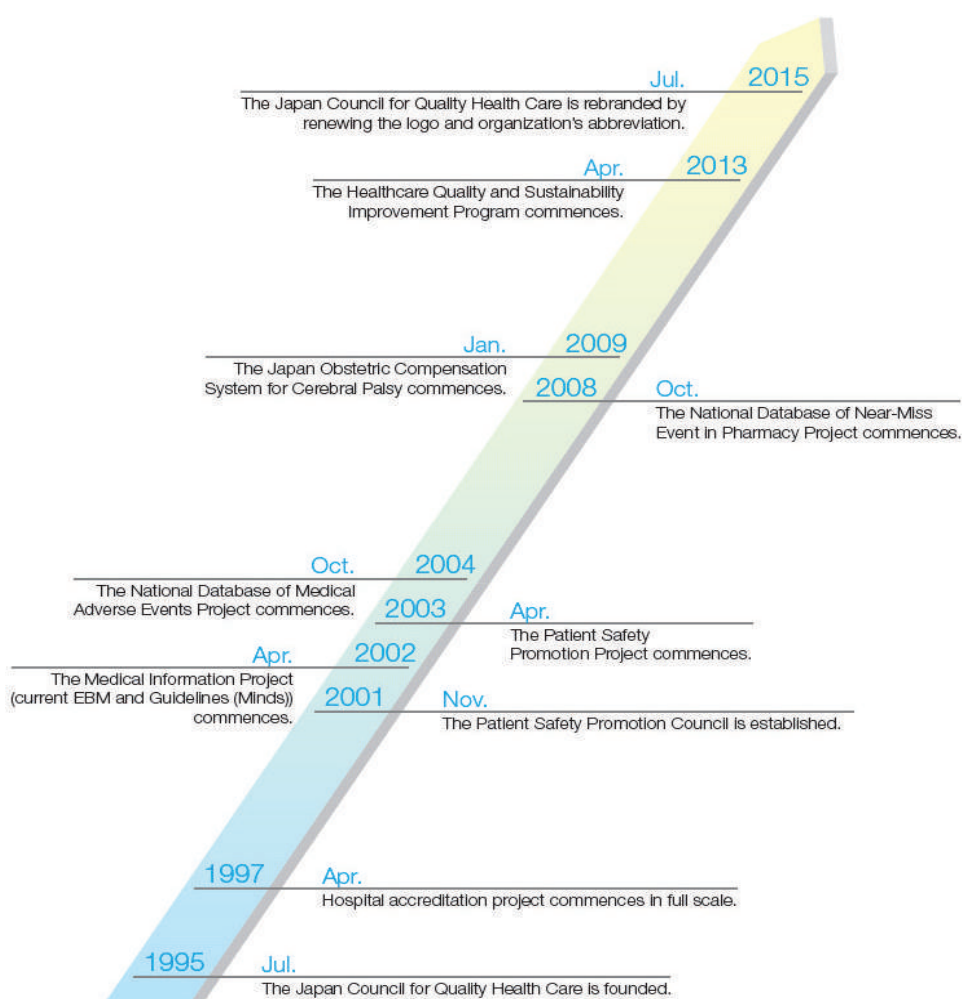 Jul. 2015
The Japan Council for Quality Health Care is rebranded by
renewing the logo and organization's abbreviation.
Apr. 2013
The Healthcare Quality and Sustainability
Improvement Program commences.
Jan. 2009
The Japan Obstetric Compensation
System for Cerebral Palsy commences.
2008 Oct.
The National Database of Near-Miss
Event in Pharmacy Project commences.
Oct. 2004
The National Database of Medical
Adverse Events Project commences.
2003 Apr.
The Patient Safety
Promotion Project commences.
Apr. 2002
The Medical Information Project
(current EBM and Guidelines (Minds))
commences.
2001 Nov.
The Patient Safety Promotion Council is established.
1997 Apr.
Hospital accreditation project commences in full scale.
1995 Jul.
The Japan Council for Quality Health Care is founded.